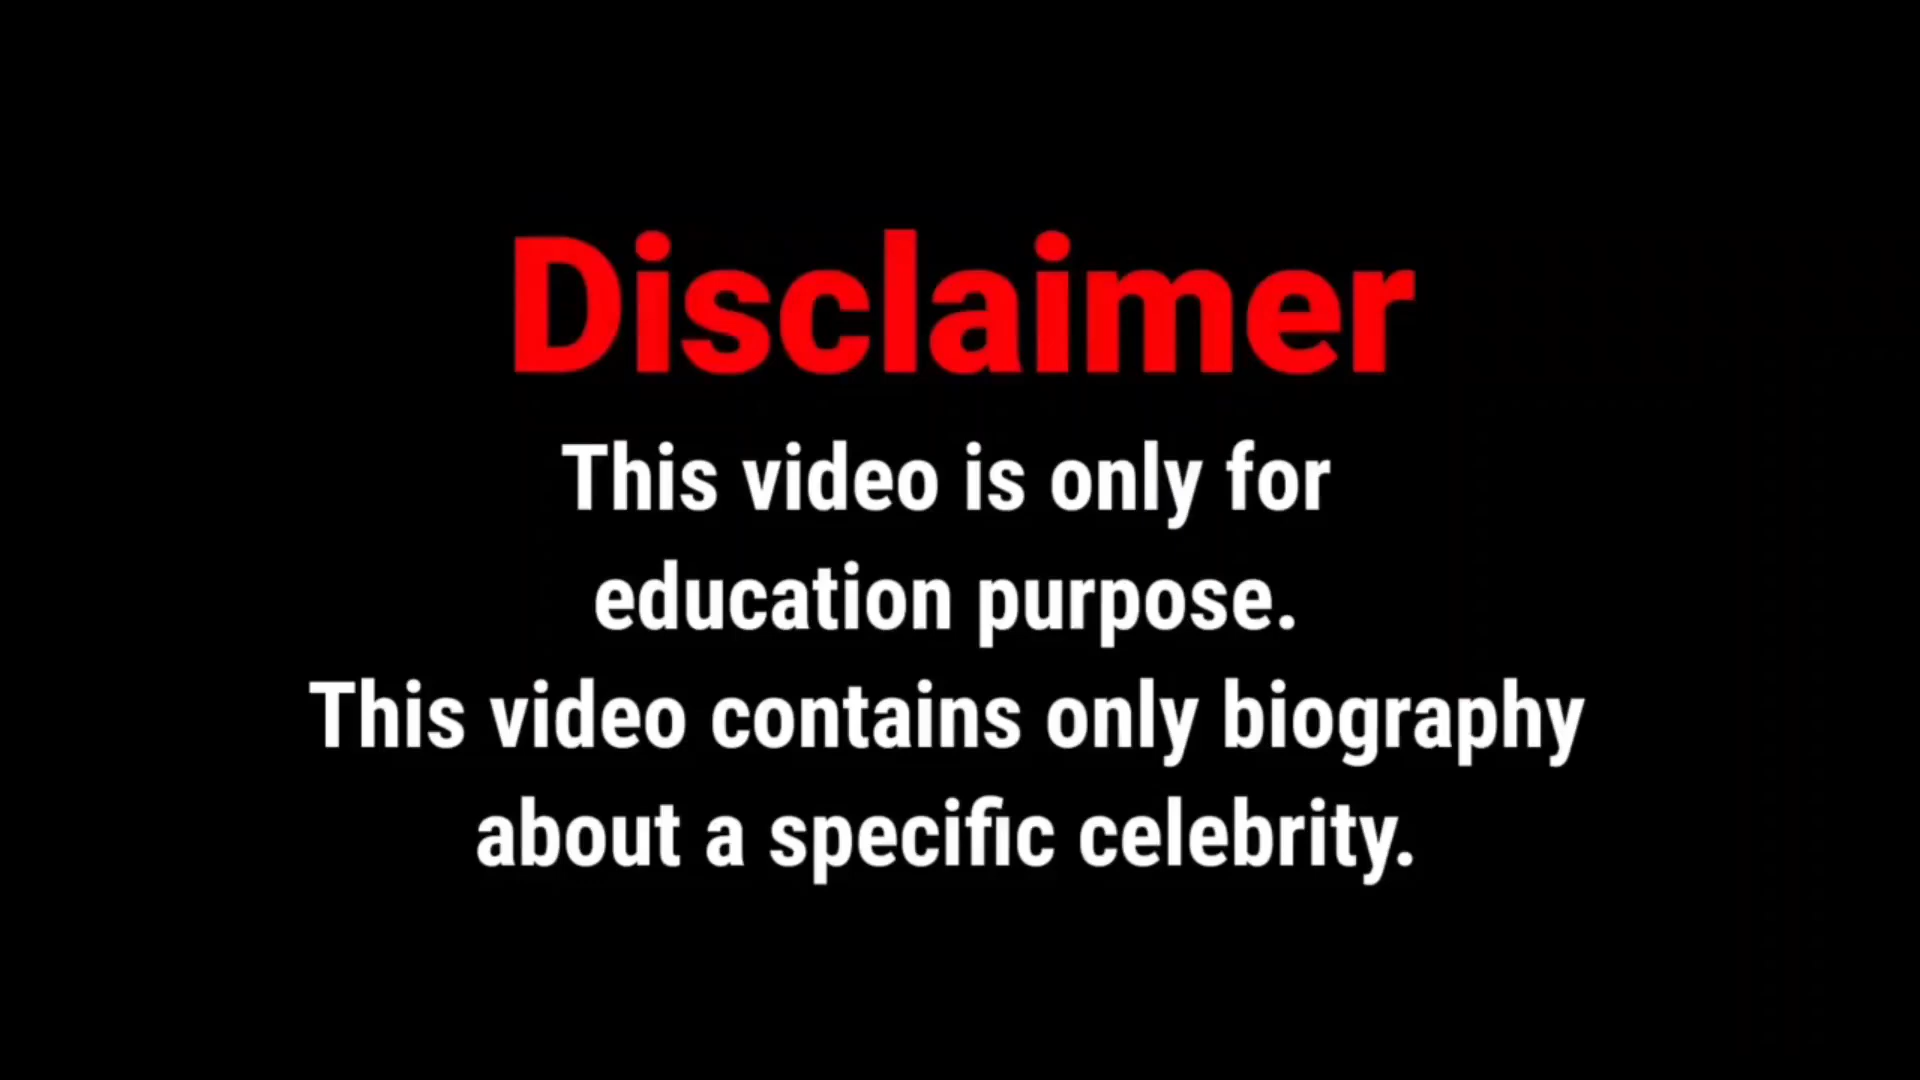 Disclaimer
This video is only for
education purpose.
This video contains only biography
about a specific celebrity.